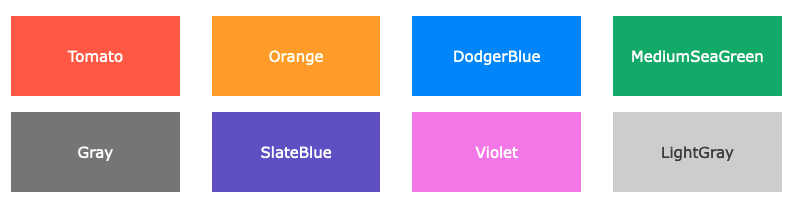 Tomato
Orange
DodgerBlue
MediumSeaGreen
Gray
SlateBlue
Violet
LightGray